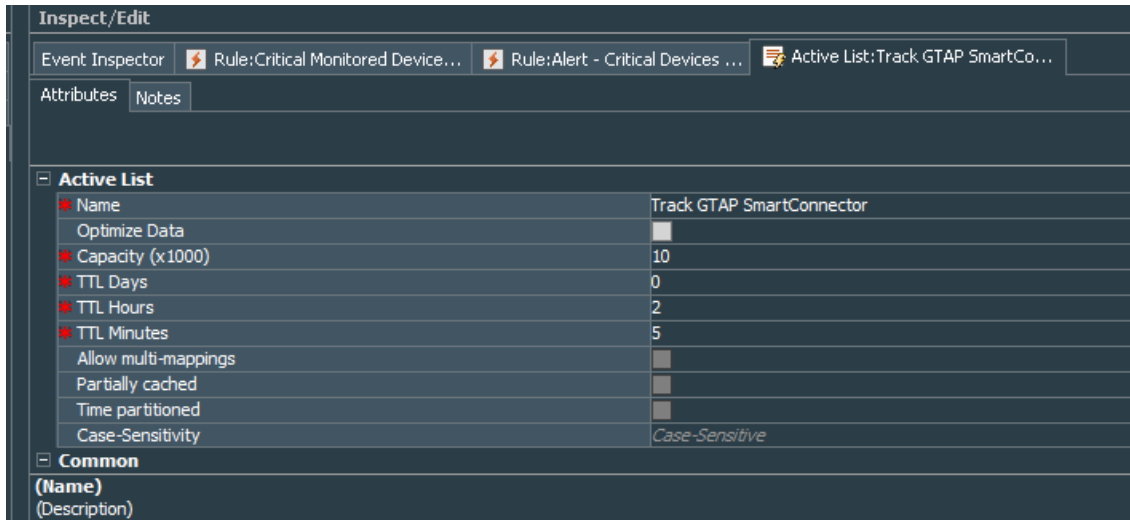 Inspect/Edit
Event Inspector Rule:Critical Monitored Device... Rule:Alert - Critical Devices ... Active List:Track GTAP SmartCo...
Attributes Notes
Active List
Name Track GTAP SmartConnector
Optimize Data
Capacity (x1000) 10
TTL Days 0
TTL Hours 2
TTL Minutes 5
Allow multi-mappings
Partially cached
Time partitioned
Case-Sensitivity Case-Sensitive
Common
(Name)
(Description)